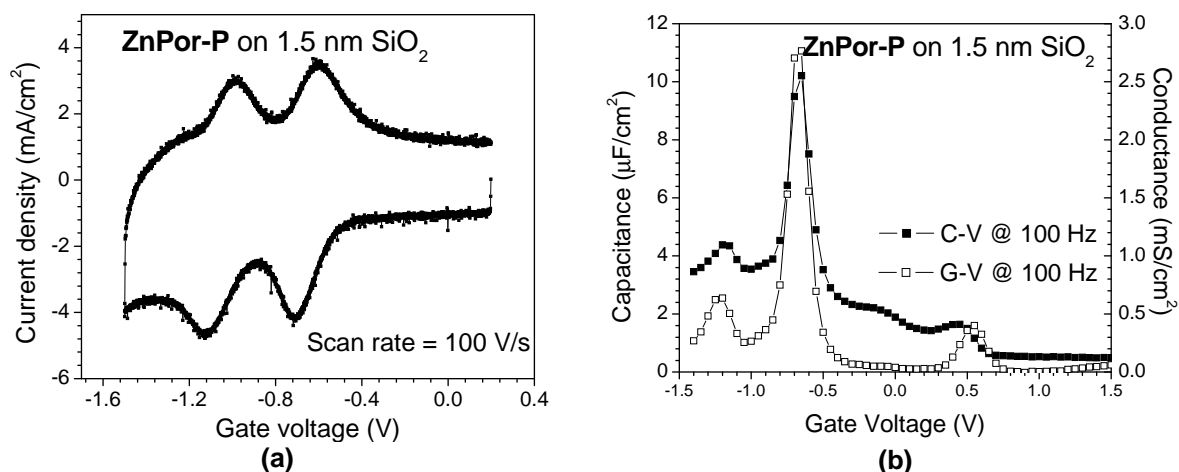 ZnPor-P on 1.5 nm SiO₂
Current density (mA/cm²)
4
2
0
-2
-4
-6
Scan rate = 100 V/s
-1.6 -1.2 -0.8 -0.4 0.0 0.4
Gate voltage (V)
(a)
ZnPor-P on 1.5 nm SiO₂
Capacitance (μF/cm²)
12
10
8
6
4
2
0
C-V @ 100 Hz
G-V @ 100 Hz
3.0
2.5
2.0
1.5
1.0
0.5
0.0
Conductance (mS/cm²)
-1.5 -1.0 -0.5 0.0 0.5 1.0 1.5
Gate Voltage (V)
(b)